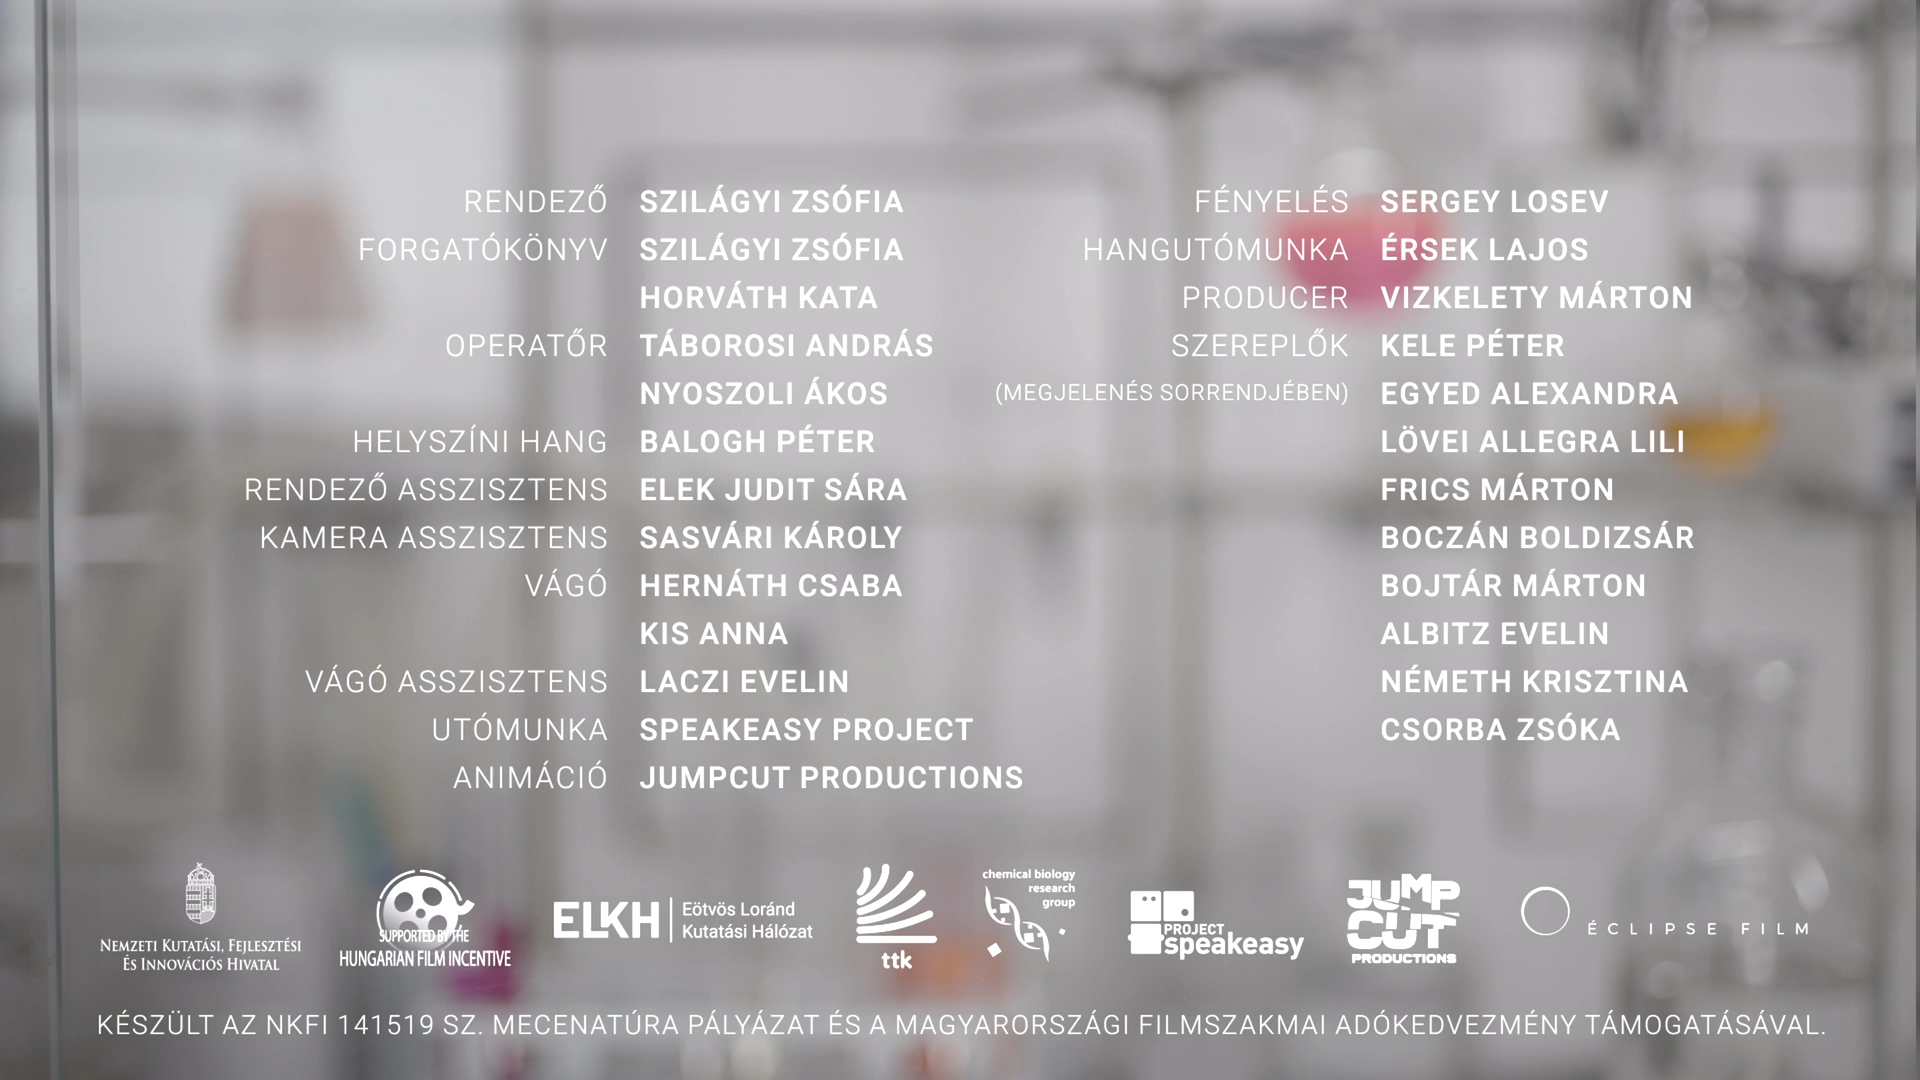 RENDEZŐ SZILÁGYI ZSÓFIA
FORGATÓKÖNYV SZILÁGYI ZSÓFIA
HORVÁTH KATA
OPERATŐR TÁBOROSI ANDRÁS
NYOSZOLI ÁKOS
HELYSZÍNI HANG BALOGH PÉTER
RENDEZŐ ASSZISZTENS ELEK JUDIT SÁRA
KAMERA ASSZISZTENS SASVÁRI KÁROLY
VÁGÓ HERNÁTH CSABA
KIS ANNA
VÁGÓ ASSZISZTENS LACZI EVELIN
UTÓMUNKA SPEAKEASY PROJECT
ANIMÁCIÓ JUMPCUT PRODUCTIONS
FÉNYELÉS SERGEY LOSEV
HANGUTÓMUNKA ÉRSEK LAJOS
PRODUCER VIZKELETY MÁRTON
SZEREPLŐK KELE PÉTER
(MEGJELENÉS SORRENDJÉBEN) EGYED ALEXANDRA
LÖVEI ALLEGRA LILI
FRICS MÁRTON
BOCZÁN BOLDIZSÁR
BOJTÁR MÁRTON
ALBITZ EVELIN
NÉMETH KRISZTINA
CSORBA ZSÓKA
NEMZETI KUTATÁSI, FEJLESZTÉSI
ÉS INNOVÁCIÓS HIVATAL
SUPPORTED BY THE
HUNGARIAN FILM INCENTIVE
ELKH
Eötvös Loránd
Kutatási Hálózat
ttk
chemical biology
research
group
PROJECT
speakeasy
JUMP
CUT
PRODUCTIONS
ÉCLIPSE FILM
KÉSZÜLT AZ NKFI 141519 SZ. MECENATÚRA PÁLYÁZAT ÉS A MAGYARORSZÁGI FILMSZAKMAI ADÓKEDVEZMÉNY TÁMOGATÁSÁVAL.